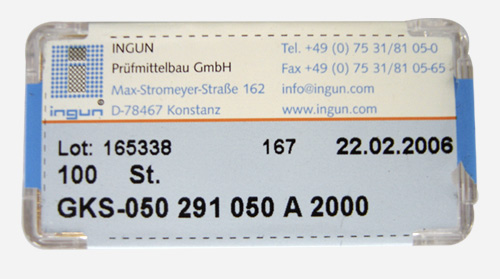 INGUN
Prüfmittelbau GmbH
Max-Stromeyer-Straße 162
D-78467 Konstanz
Tel. +49 (0) 75 31/81 05-0
Fax +49 (0) 75 31/81 05-65
info@ingun.com
www.ingun.com
ingun®
Lot: 165338 167 22.02.2006
100 St.
GKS-050 291 050 A 2000